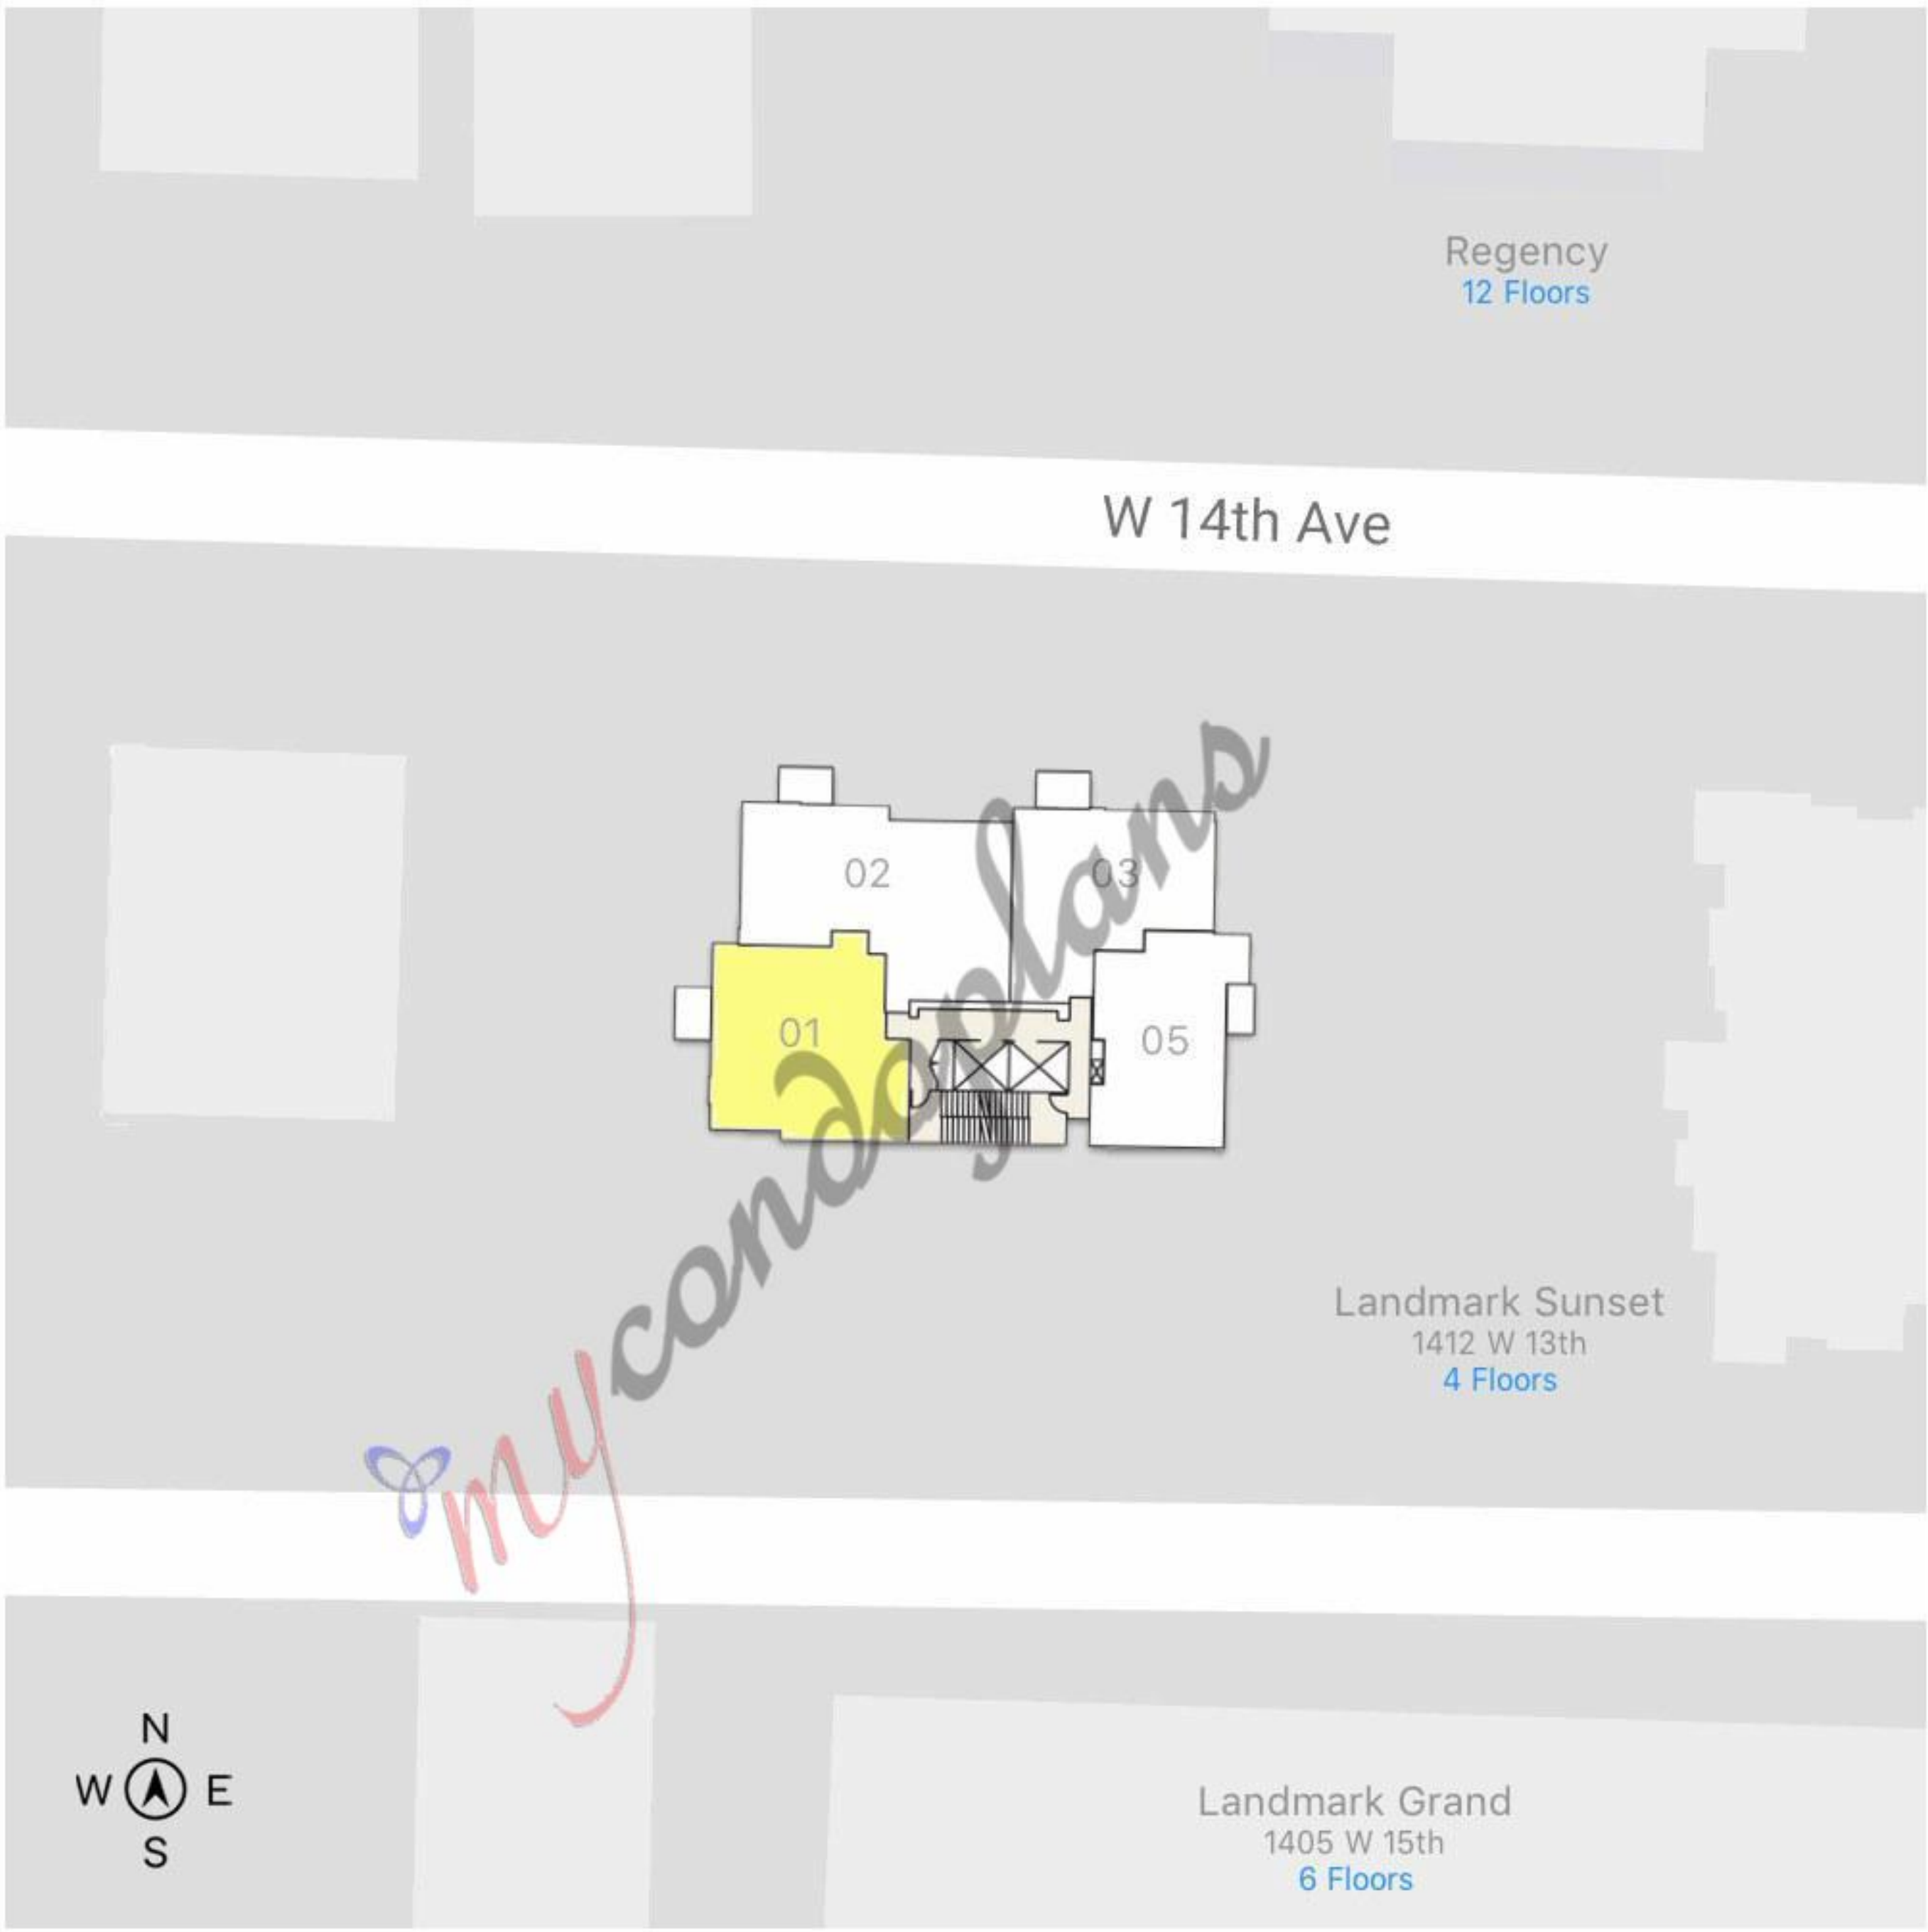 Regency
12 Floors
W 14th Ave
02
03
01
05
mycondoplans
Landmark Sunset
1412 W 13th
4 Floors
N
W E
S
Landmark Grand
1405 W 15th
6 Floors